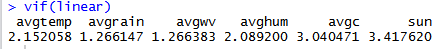 > vif(linear)
avgtemp avgrain avgwv avghum avgc sun
2.152058 1.266147 1.266383 2.089200 3.040471 3.417620